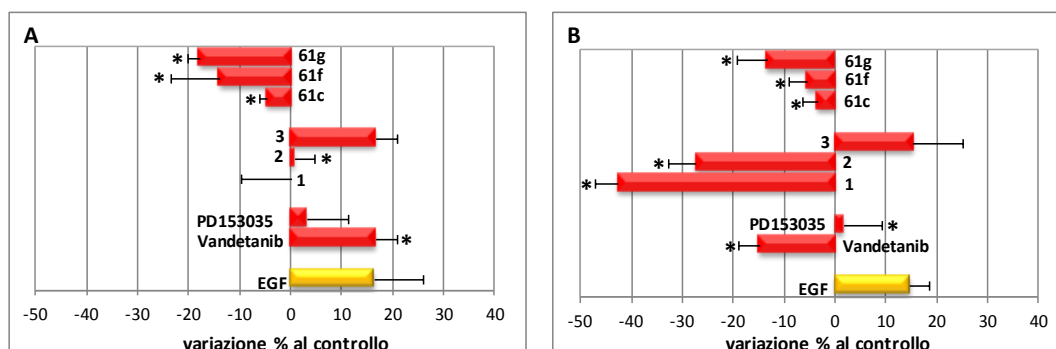 A
61g
*
61f
*
61c
*
3
2
*
1
PD153035
Vandetanib
*
EGF
-50 -40 -30 -20 -10 0 10 20 30 40
variazione % al controllo
B
61g
*
61f
*
61c
*
3
2
*
1
*
PD153035
*
Vandetanib
*
EGF
-50 -40 -30 -20 -10 0 10 20 30 40
variazione % al controllo